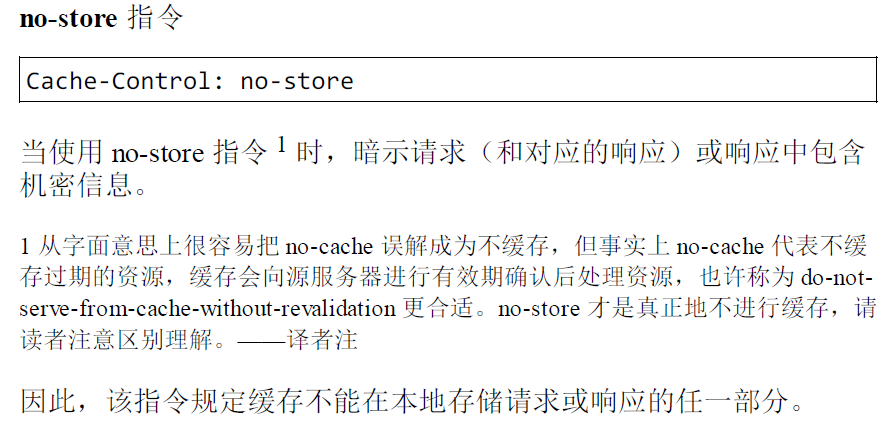 no-store 指令
Cache-Control: no-store
当使用 no-store 指令 1 时，暗示请求（和对应的响应）或响应中包含
机密信息。
1 从字面意思上很容易把 no-cache 误解成为不缓存，但事实上 no-cache 代表不缓
存过期的资源，缓存会向源服务器进行有效期确认后处理资源，也许称为 do-not-
serve-from-cache-without-revalidation 更合适。no-store 才是真正地不进行缓存，请
读者注意区别理解。——译者注
因此，该指令规定缓存不能在本地存储请求或响应的任一部分。